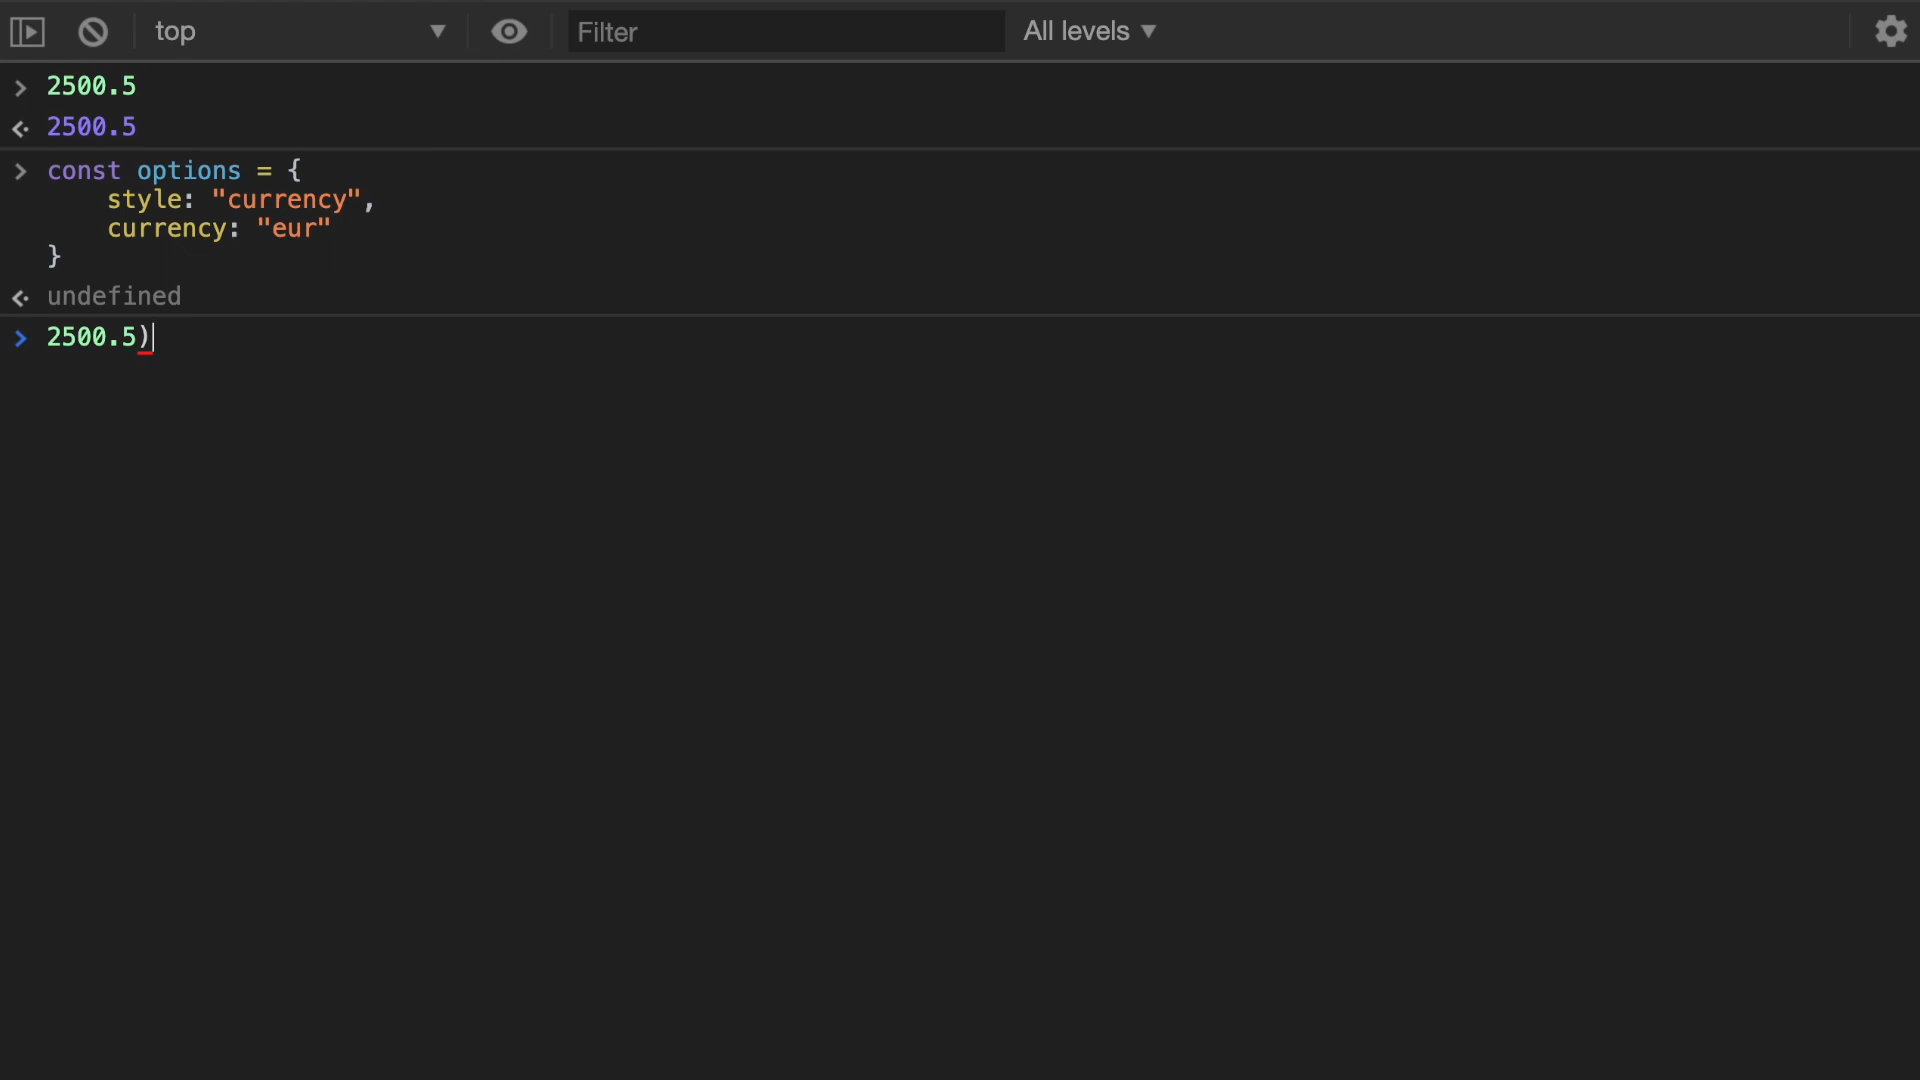 top
Filter
All levels
2500.5
2500.5
const options = {
    style: "currency",
    currency: "eur"
}
undefined
2500.5)